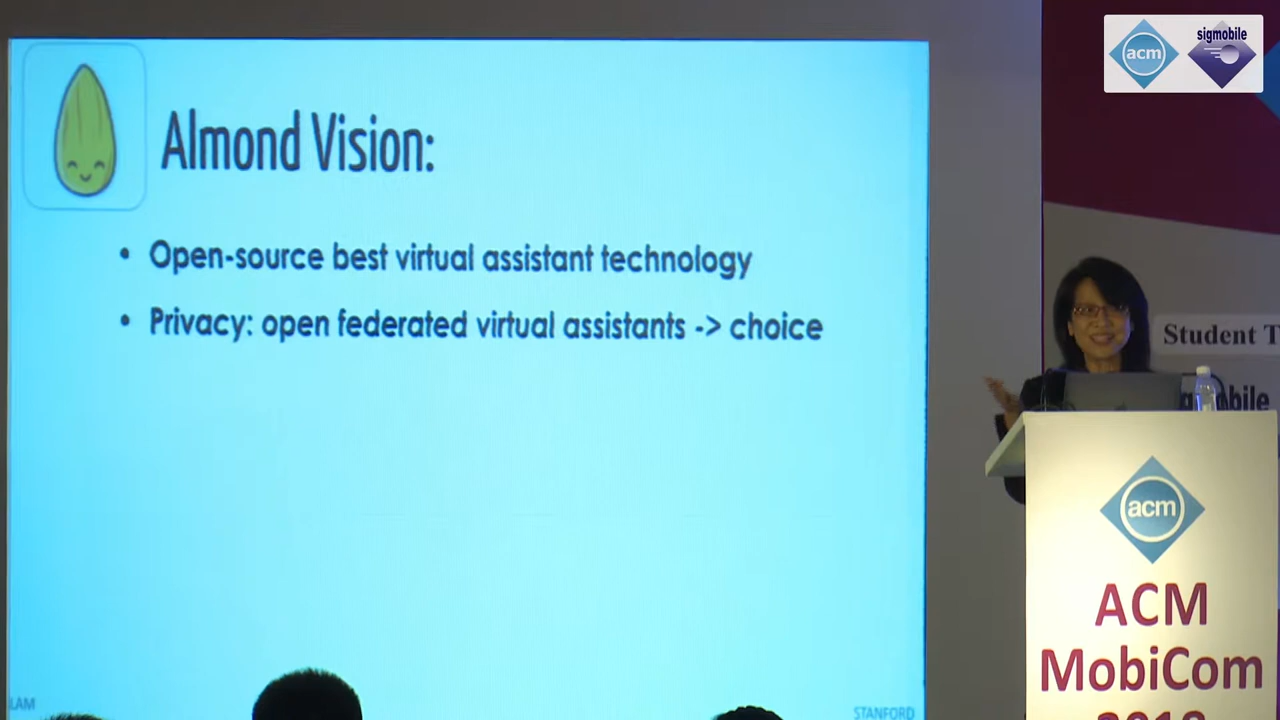 Almond Vision:
• Open-source best virtual assistant technology
• Privacy: open federated virtual assistants -> choice
LAM
STANFORD
acm
sigmobile
Student T
acm
ACM
MobiCom